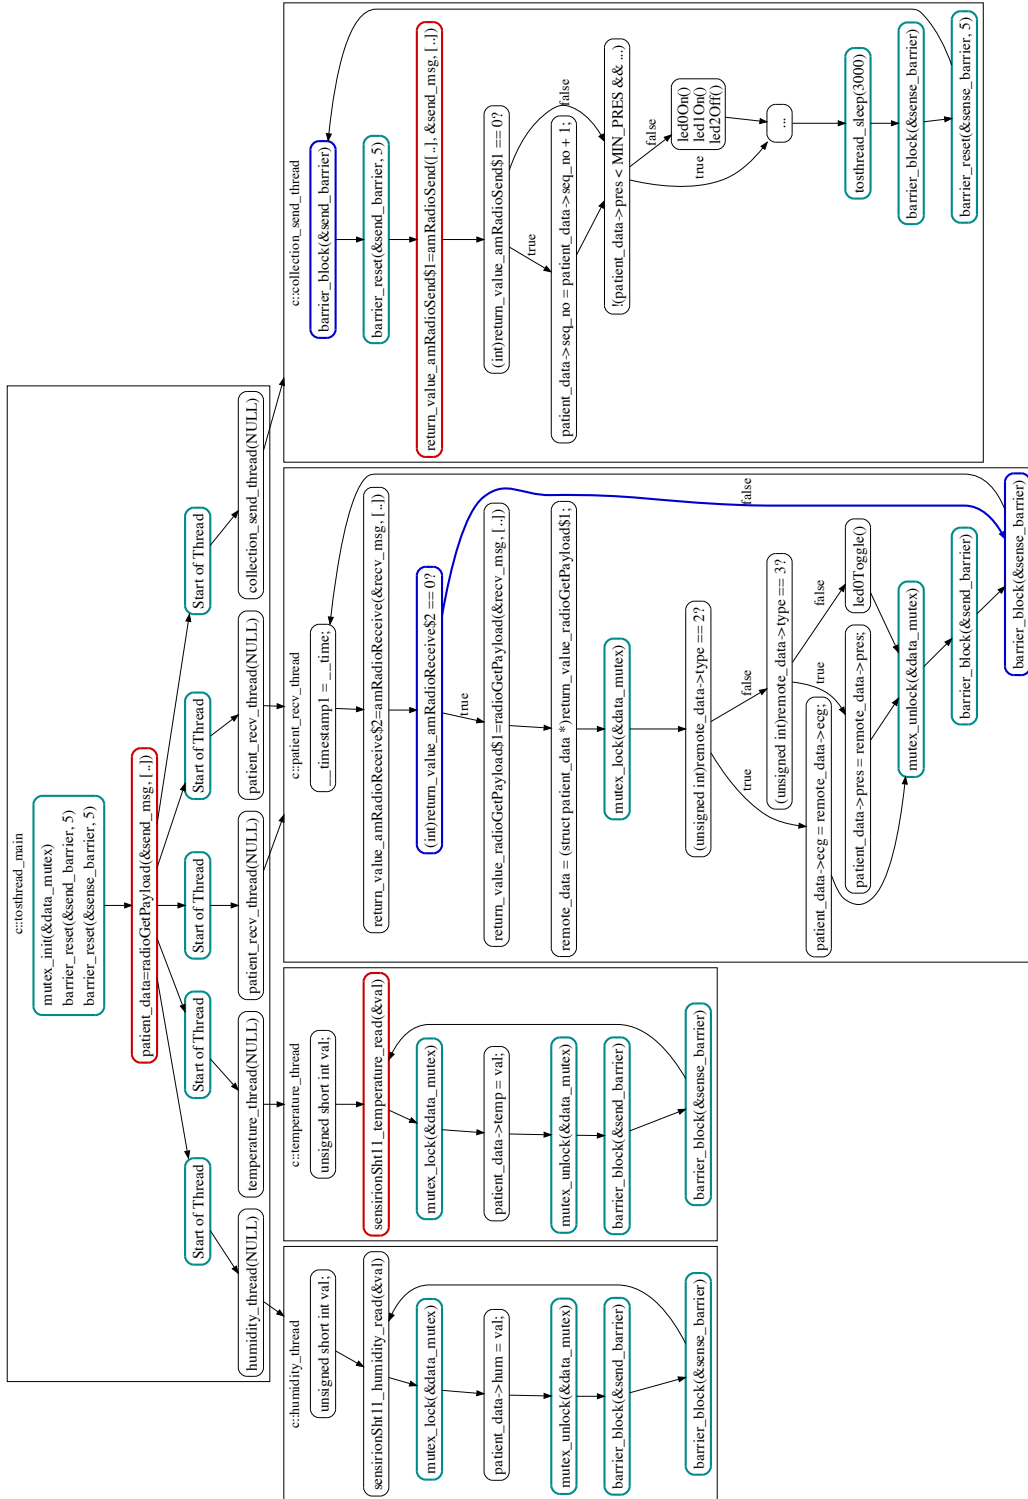 c::tosthread_main
mutex_init(&data_mutex)
barrier_reset(&send_barrier, 5)
barrier_reset(&sense_barrier, 5)
patient_data=radioGetPayload(&send_msg, [..])
Start of Thread
Start of Thread
Start of Thread
Start of Thread
Start of Thread
humidity_thread(NULL)
temperature_thread(NULL)
patient_recv_thread(NULL)
patient_recv_thread(NULL)
collection_send_thread(NULL)
c::humidity_thread
unsigned short int val;
sensirionSht11_humidity_read(&val)
mutex_lock(&data_mutex)
patient_data->hum = val;
mutex_unlock(&data_mutex)
barrier_block(&send_barrier)
barrier_block(&sense_barrier)
c::temperature_thread
unsigned short int val;
sensirionSht11_temperature_read(&val)
mutex_lock(&data_mutex)
patient_data->temp = val;
mutex_unlock(&data_mutex)
barrier_block(&send_barrier)
barrier_block(&sense_barrier)
c::patient_recv_thread
__timestamp1 = __time;
return_value_amRadioReceive$2=amRadioReceive(&recv_msg, [..])
(int)return_value_amRadioReceive$2 == 0?
true
false
return_value_radioGetPayload$1=radioGetPayload(&recv_msg, [..])
remote_data = (struct patient_data *)return_value_radioGetPayload$1;
mutex_lock(&data_mutex)
(unsigned int)remote_data->type == 2?
true
false
(unsigned int)remote_data->type == 3?
true
false
patient_data->ecg = remote_data->ecg;
patient_data->pres = remote_data->pres;
led0Toggle()
mutex_unlock(&data_mutex)
barrier_block(&send_barrier)
barrier_block(&sense_barrier)
c::collection_send_thread
barrier_block(&send_barrier)
barrier_reset(&send_barrier, 5)
return_value_amRadioSend$1=amRadioSend([..], &send_msg, [..])
(int)return_value_amRadioSend$1 == 0?
true
false
patient_data->seq_no = patient_data->seq_no + 1;
!(patient_data->pres < MIN_PRES && ...)
true
false
led0On()
led1On()
led2Off()
...
tosthread_sleep(3000)
barrier_block(&sense_barrier)
barrier_reset(&sense_barrier, 5)